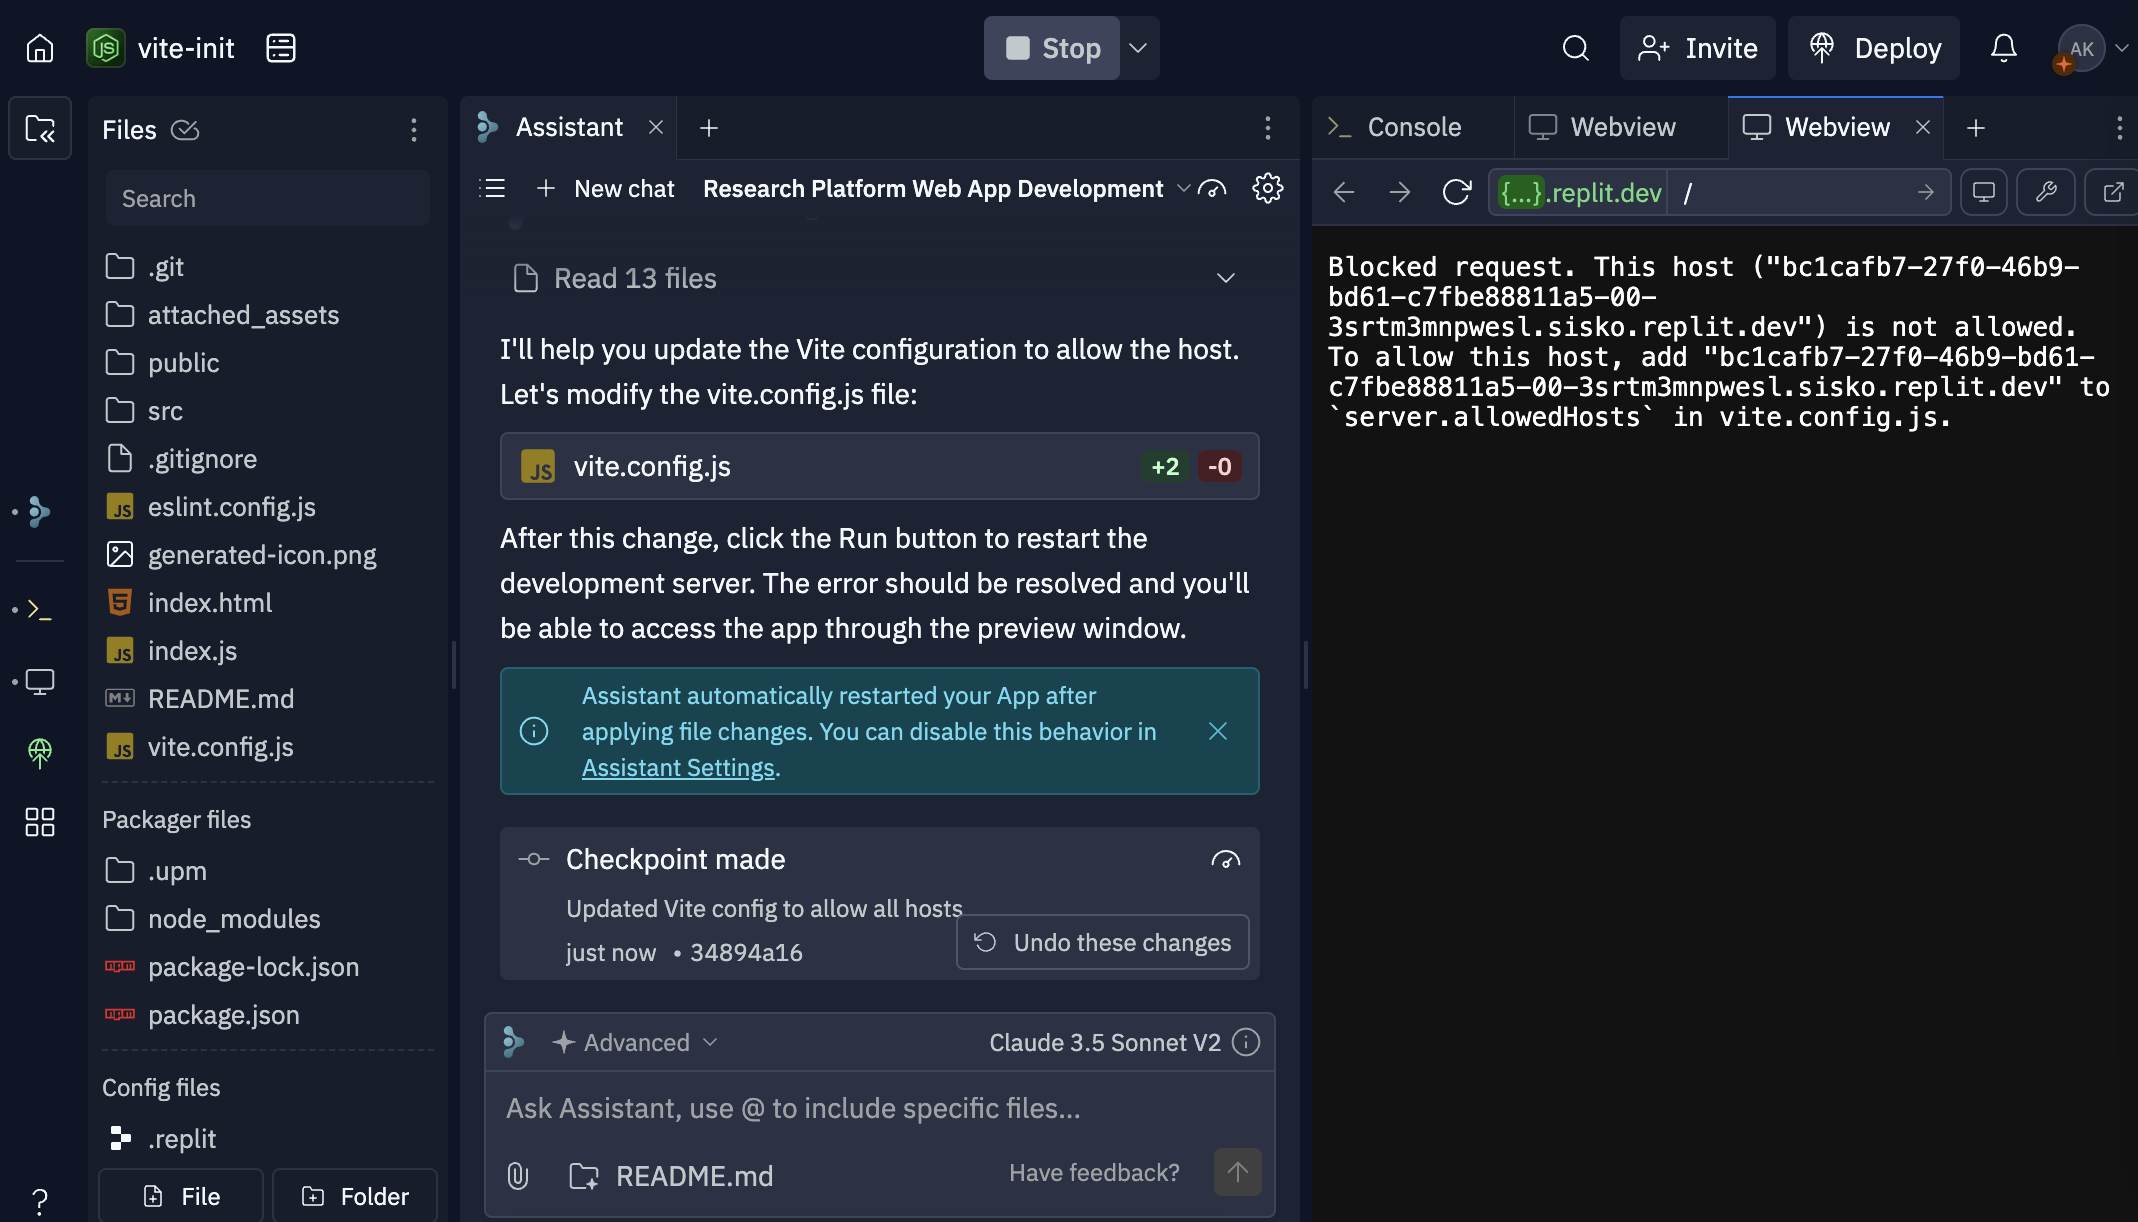 vite-init
Stop
Invite
Deploy
AK
Files
Search
.git
attached_assets
public
src
.gitignore
JS eslint.config.js
generated-icon.png
5 index.html
JS index.js
M README.md
JS vite.config.js
Packager files
.upm
node_modules
npm package-lock.json
npm package.json
Config files
.replit
File
Folder
?
Assistant
New chat
Research Platform Web App Development
Read 13 files
I'll help you update the Vite configuration to allow the host.
Let's modify the vite.config.js file:
JS vite.config.js +2 -0
After this change, click the Run button to restart the
development server. The error should be resolved and you'll
be able to access the app through the preview window.
Assistant automatically restarted your App after
applying file changes. You can disable this behavior in
Assistant Settings.
Checkpoint made
Updated Vite config to allow all hosts
just now • 34894a16
Undo these changes
Advanced
Claude 3.5 Sonnet V2
Ask Assistant, use @ to include specific files...
README.md
Have feedback?
Console
Webview
Webview
{...}.replit.dev /
Blocked request. This host ("bc1cafb7-27f0-46b9-
bd61-c7fbe88811a5-00-
3srtm3mnpwesl.sisko.replit.dev") is not allowed.
To allow this host, add "bc1cafb7-27f0-46b9-bd61-
c7fbe88811a5-00-3srtm3mnpwesl.sisko.replit.dev" to
`server.allowedHosts` in vite.config.js.